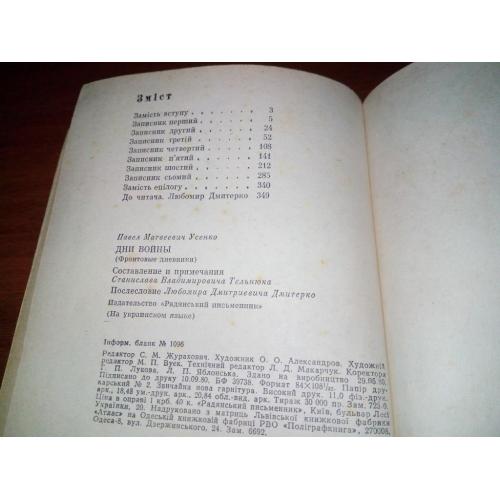 Зміст
Замість вступу . . . . . . 3
Записник перший . . . . . . 5
Записник другий . . . . . . 24
Записник третій . . . . . . 52
Записник четвертий . . . . . 108
Записник п'ятий . . . . . . 141
Записник шостий . . . . . . 212
Записник сьомий . . . . . . 285
Замість епілогу . . . . . . 340
До читача. Любомир Дмитерко 349
Павел Матвеевич Усенко
ДНИ ВОЙНЫ
(Фронтовые дневники)
Составление и примечания
Станислава Владимировича Тельнюка
Послесловие Любомира Дмитриевича Дмитерко
Издательство «Радянський письменник»
(На украинском языке)
Інформ. бланк № 1096
Редактор С. М. Журахович. Художник О. О. Александров. Художній
редактор М. П. Вуєк. Технічний редактор Л. Д. Макарчук. Коректори
Г. П. Лукова, Л. П. Яблонська. Здано на виробництво 29.05.80.
Підписано до друку 10.09.80. БФ 39738. Формат 84X108¹/₃₂. Папір друкарський
№ 2. Звичайна нова гарнітура. Високий друк. 11,0 фіз.-друк.
арк., 18,48 ум.-друк. арк., 20,84 обл.-вид. арк. Тираж 30 000 пр. Зам. 723-0.
Ціна в оправі 1 крб. 40 к. «Радянський письменник», Київ, бульвар Лесі
Українки, 20. Надруковано з матриць Львівської книжкової фабрики
«Атлас» на Одеській книжковій фабриці РВО «Поліграфкнига», 270008,
Одеса-8, вул. Дзержинського, 24. Зам. 6692.